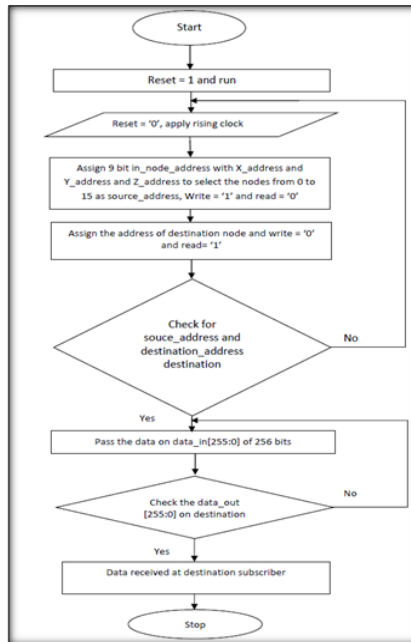 Start
Reset = 1 and run
Reset = ‘0’, apply rising clock
Assign 9 bit in_node_address with X_address and
Y_address and Z_address to select the nodes from 0 to
15 as source_address, Write = ‘1’ and read = ‘0’
Assign the address of destination node and write = ‘0’
and read= ‘1’
Check for
souce_address and
destination_address
destination
No
Yes
Pass the data on data_in[255:0] of 256 bits
Check the data_out
[255:0] on destination
No
Yes
Data received at destination subscriber
Stop